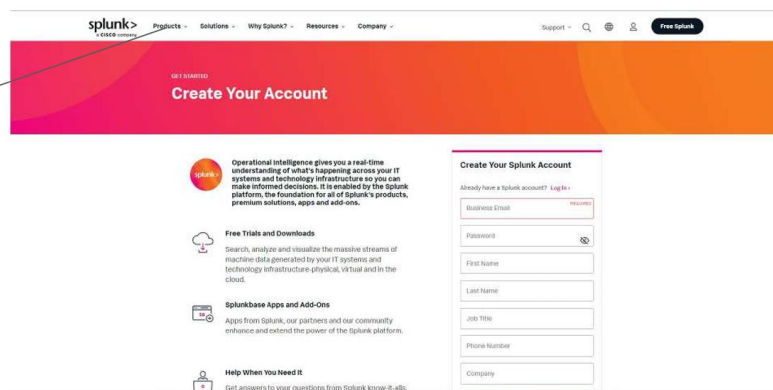 splunk>
a CISCO company
Products
Solutions
Why Splunk?
Resources
Company
Support
Free Splunk
GET STARTED
Create Your Account
splunk>
Operational Intelligence gives you a real-time
understanding of what's happening across your IT
systems and technology infrastructure so you can
make informed decisions. It is enabled by the Splunk
platform, the foundation for all of Splunk's products,
premium solutions, apps and add-ons.
Free Trials and Downloads
Search, analyze and visualize the massive streams of
machine data generated by your IT systems and
technology infrastructure-physical, virtual and in the
cloud.
Splunkbase Apps and Add-Ons
Apps from Splunk, our partners and our community
enhance and extend the power of the Splunk platform.
Help When You Need It
Get answers to your questions from Splunk know-it-alls,
Create Your Splunk Account
Already have a Splunk account? Log In ›
Business Email
REQUIRED
Password
First Name
Last Name
Job Title
Phone Number
Company